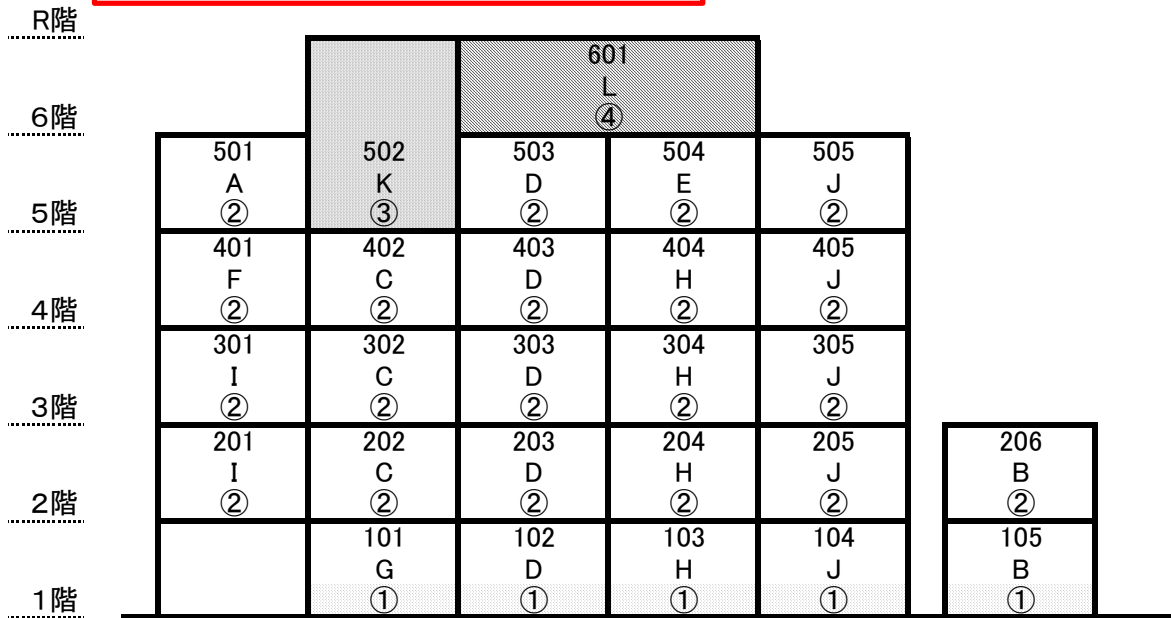 R階
601
L
6階
④
501 502 503 504 505
A K D E J
5階 ② ③ ② ② ②
401 402 403 404 405
F C D H J
4階 ② ② ② ② ②
301 302 303 304 305
I C D H J
3階 ② ② ② ② ②
201 202 203 204 205 206
I C D H J B
2階 ② ② ② ② ② ②
101 102 103 104 105
G D H J B
1階 ① ① ① ① ①